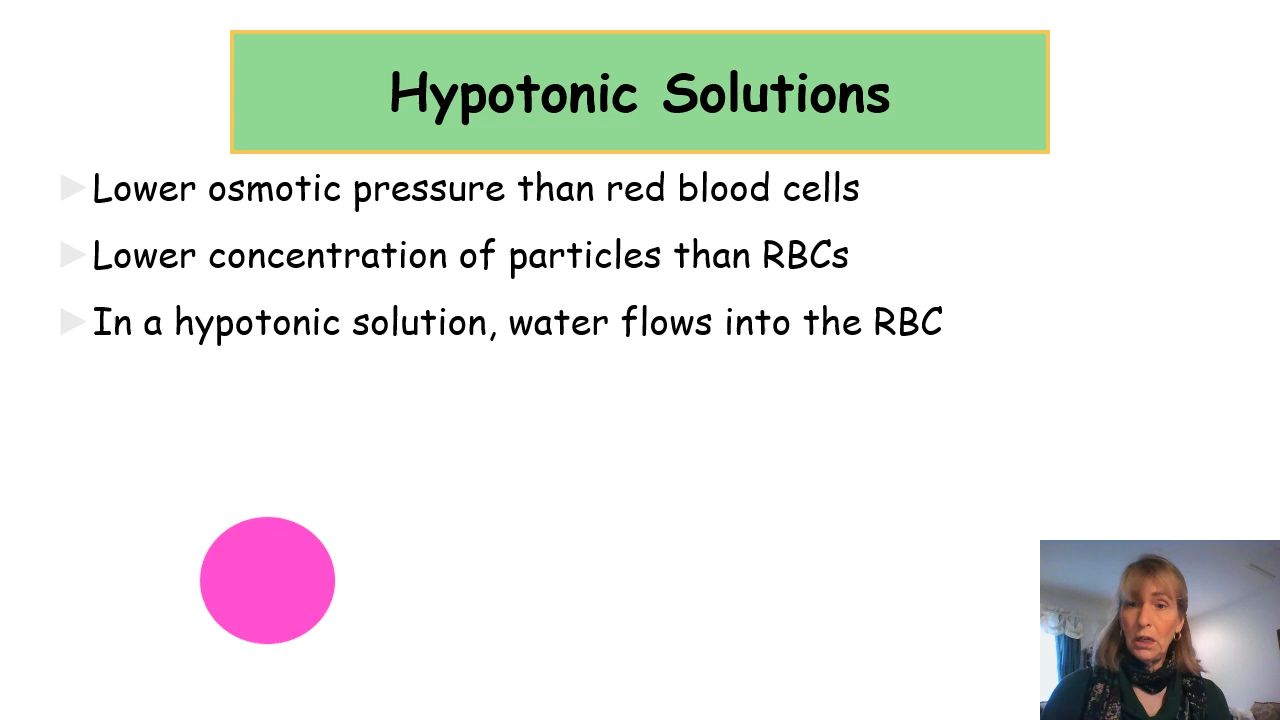 Hypotonic Solutions
Lower osmotic pressure than red blood cells
Lower concentration of particles than RBCs
In a hypotonic solution, water flows into the RBC